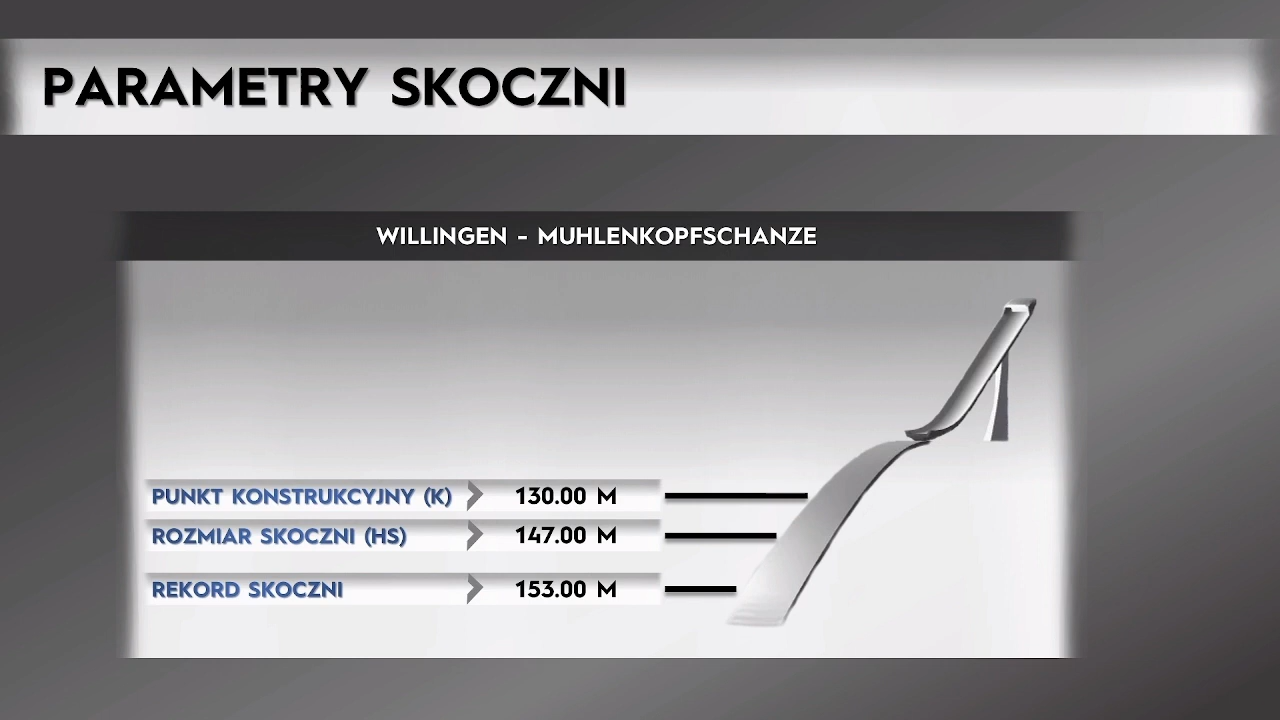 PARAMETRY SKOCZNI
WILLINGEN - MUHLENKOPFSCHANZE
PUNKT KONSTRUKCYJNY (K) 130.00 M
ROZMIAR SKOCZNI (HS) 147.00 M
REKORD SKOCZNI 153.00 M